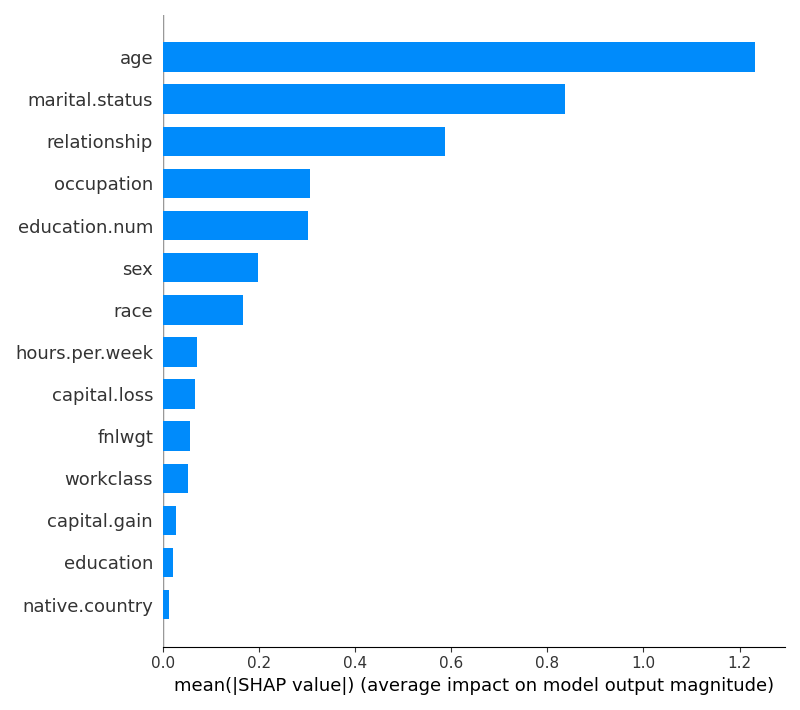 age
marital.status
relationship
occupation
education.num
sex
race
hours.per.week
capital.loss
fnlwgt
workclass
capital.gain
education
native.country
0.0 0.2 0.4 0.6 0.8 1.0 1.2
mean(|SHAP value|) (average impact on model output magnitude)